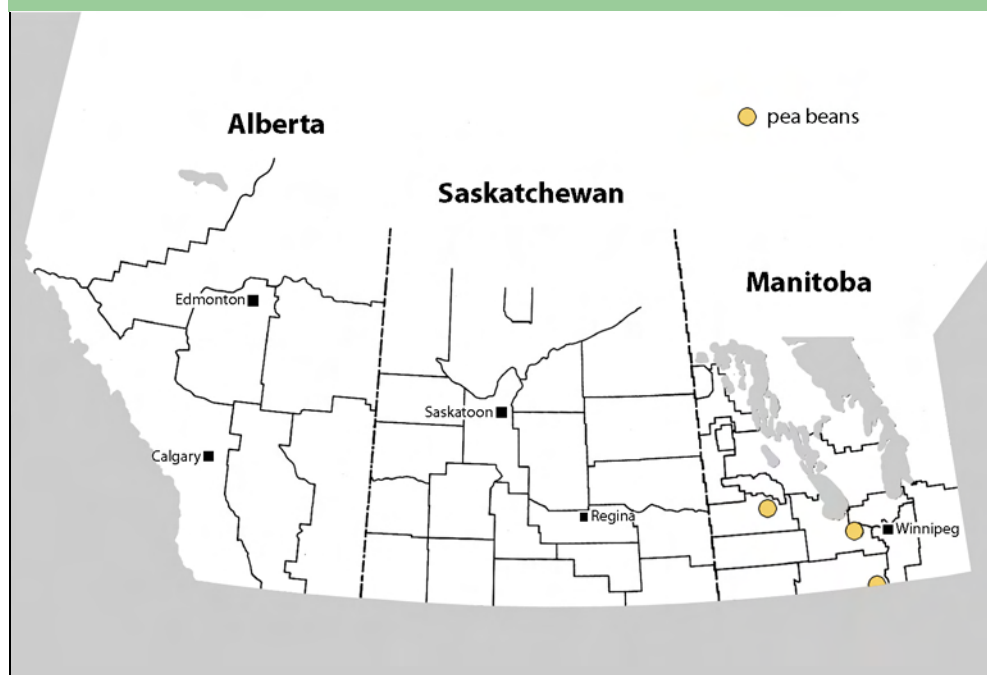 Alberta
pea beans
Saskatchewan
Manitoba
Edmonton
Saskatoon
Calgary
Regina
Winnipeg